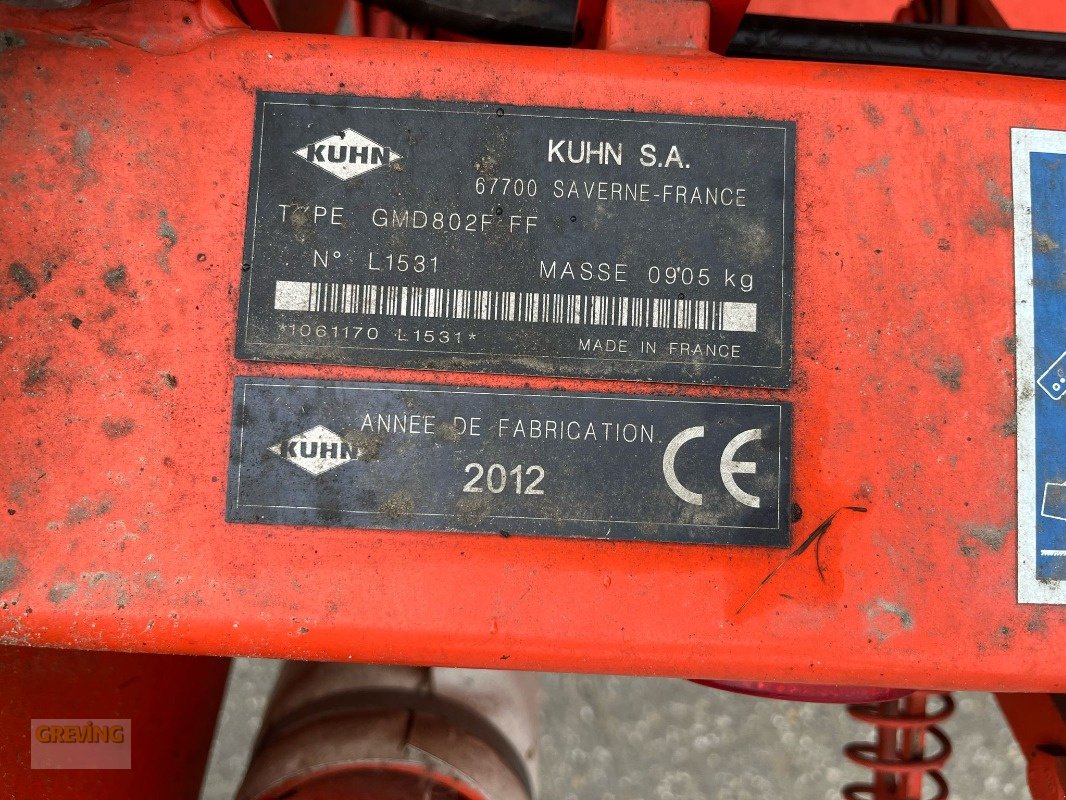 KUHN
KUHN S.A.
67700 SAVERNE-FRANCE
TYPE GMD802F FF
N° L1531 MASSE 0905 kg
*1061170 L1531*
MADE IN FRANCE
KUHN
ANNEE DE FABRICATION
2012
CE
GREVING